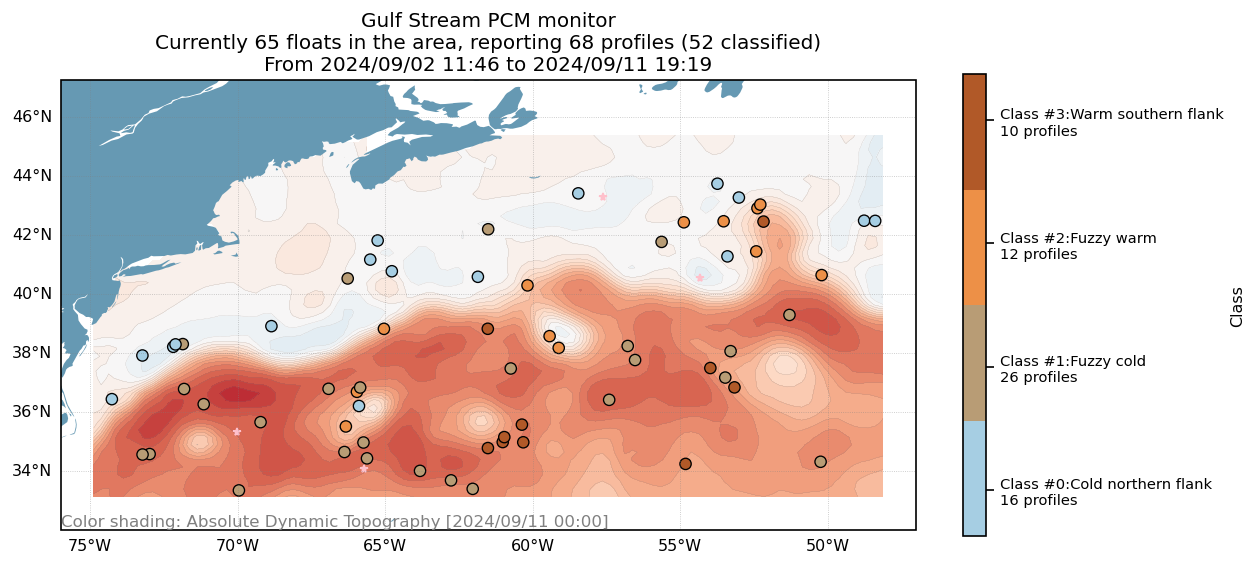 Gulf Stream PCM monitor
Currently 65 floats in the area, reporting 68 profiles (52 classified)
From 2024/09/02 11:46 to 2024/09/11 19:19
46°N
44°N
42°N
40°N
38°N
36°N
34°N
Color shading: Absolute Dynamic Topography [2024/09/11 00:00]
75°W
70°W
65°W
60°W
55°W
50°W
Class #3:Warm southern flank
10 profiles
Class #2:Fuzzy warm
12 profiles
Class #1:Fuzzy cold
26 profiles
Class #0:Cold northern flank
16 profiles
Class